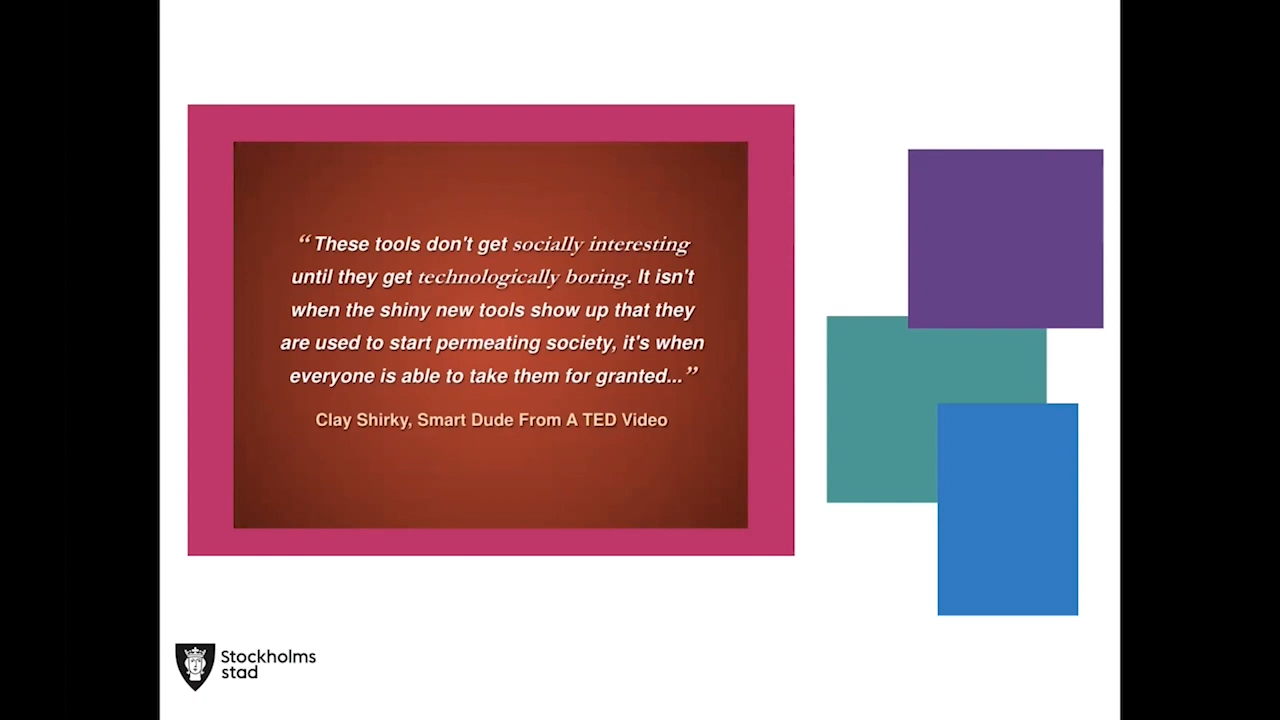 “These tools don't get socially interesting
until they get technologically boring. It isn't
when the shiny new tools show up that they
are used to start permeating society, it's when
everyone is able to take them for granted...”
Clay Shirky, Smart Dude From A TED Video
Stockholms
stad